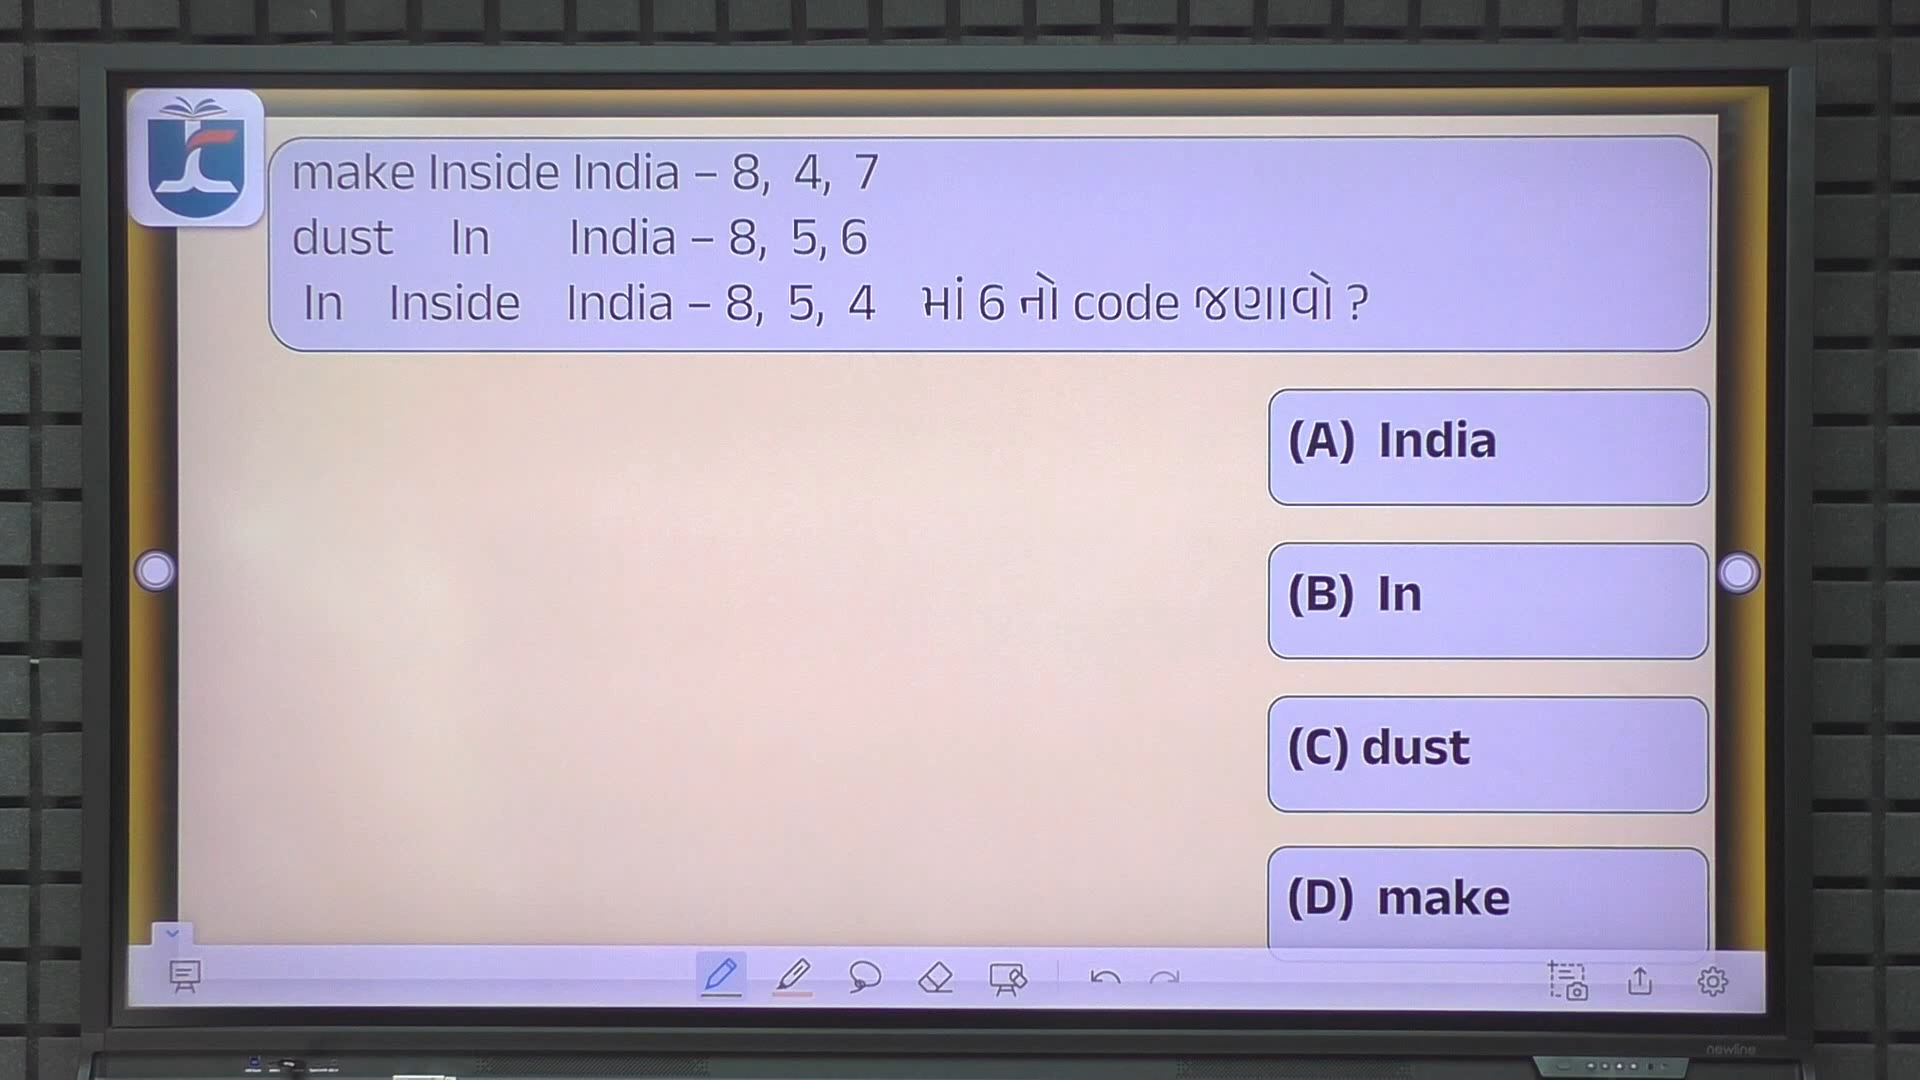 make Inside India – 8, 4, 7
dust In India – 8, 5, 6
In Inside India – 8, 5, 4 માં 6 નો code જણાવો ?
(A) India
(B) In
(C) dust
(D) make
newline